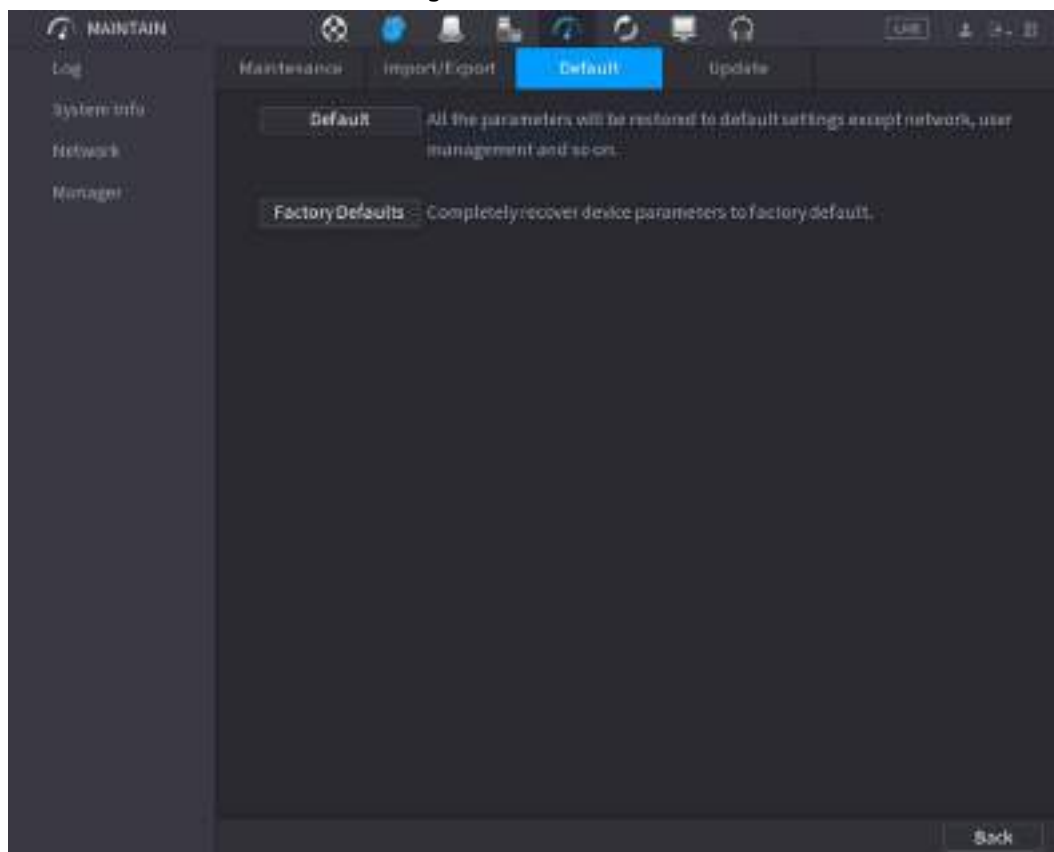 MAINTAIN
LIVE
Log
Maintenance
Import/Export
Default
Update
System Info
Default
All the parameters will be restored to default settings except network, user
management and so on.
Network
Manager
Factory Defaults
Completely recover device parameters to factory default.
Back